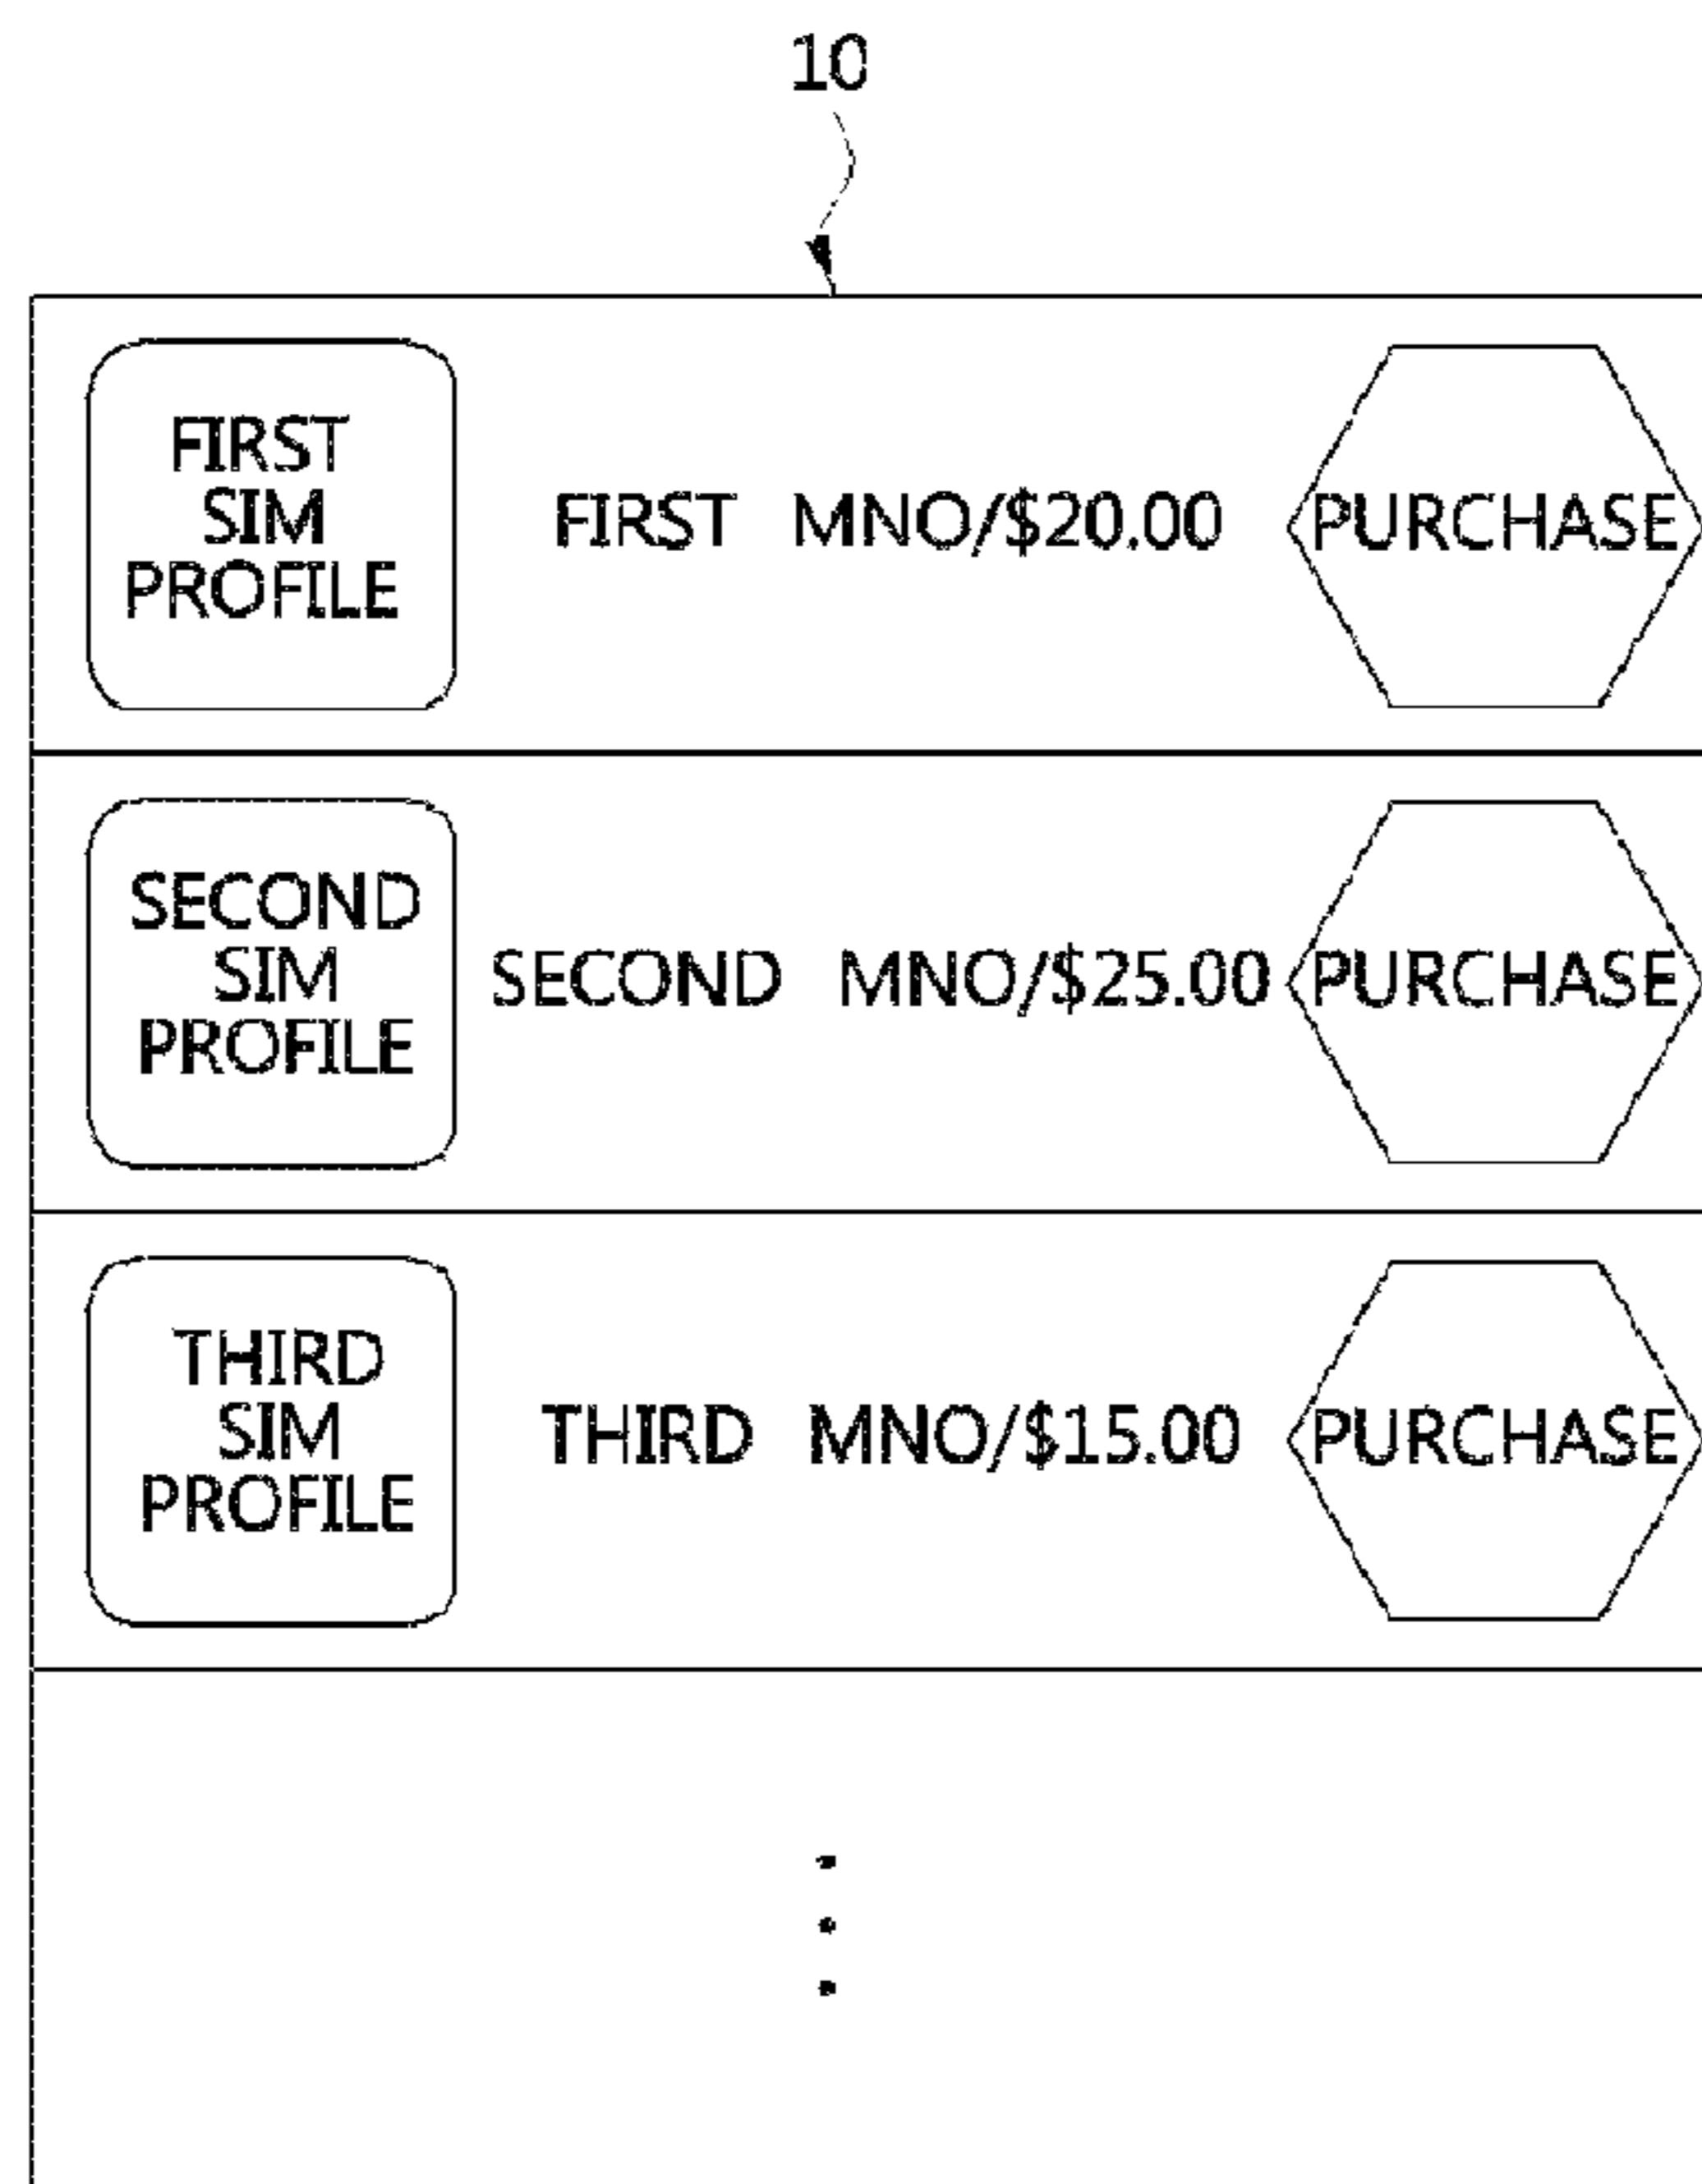 10
FIRST
SIM
PROFILE
FIRST MNO/$20.00
PURCHASE
SECOND
SIM
PROFILE
SECOND MNO/$25.00
PURCHASE
THIRD
SIM
PROFILE
THIRD MNO/$15.00
PURCHASE